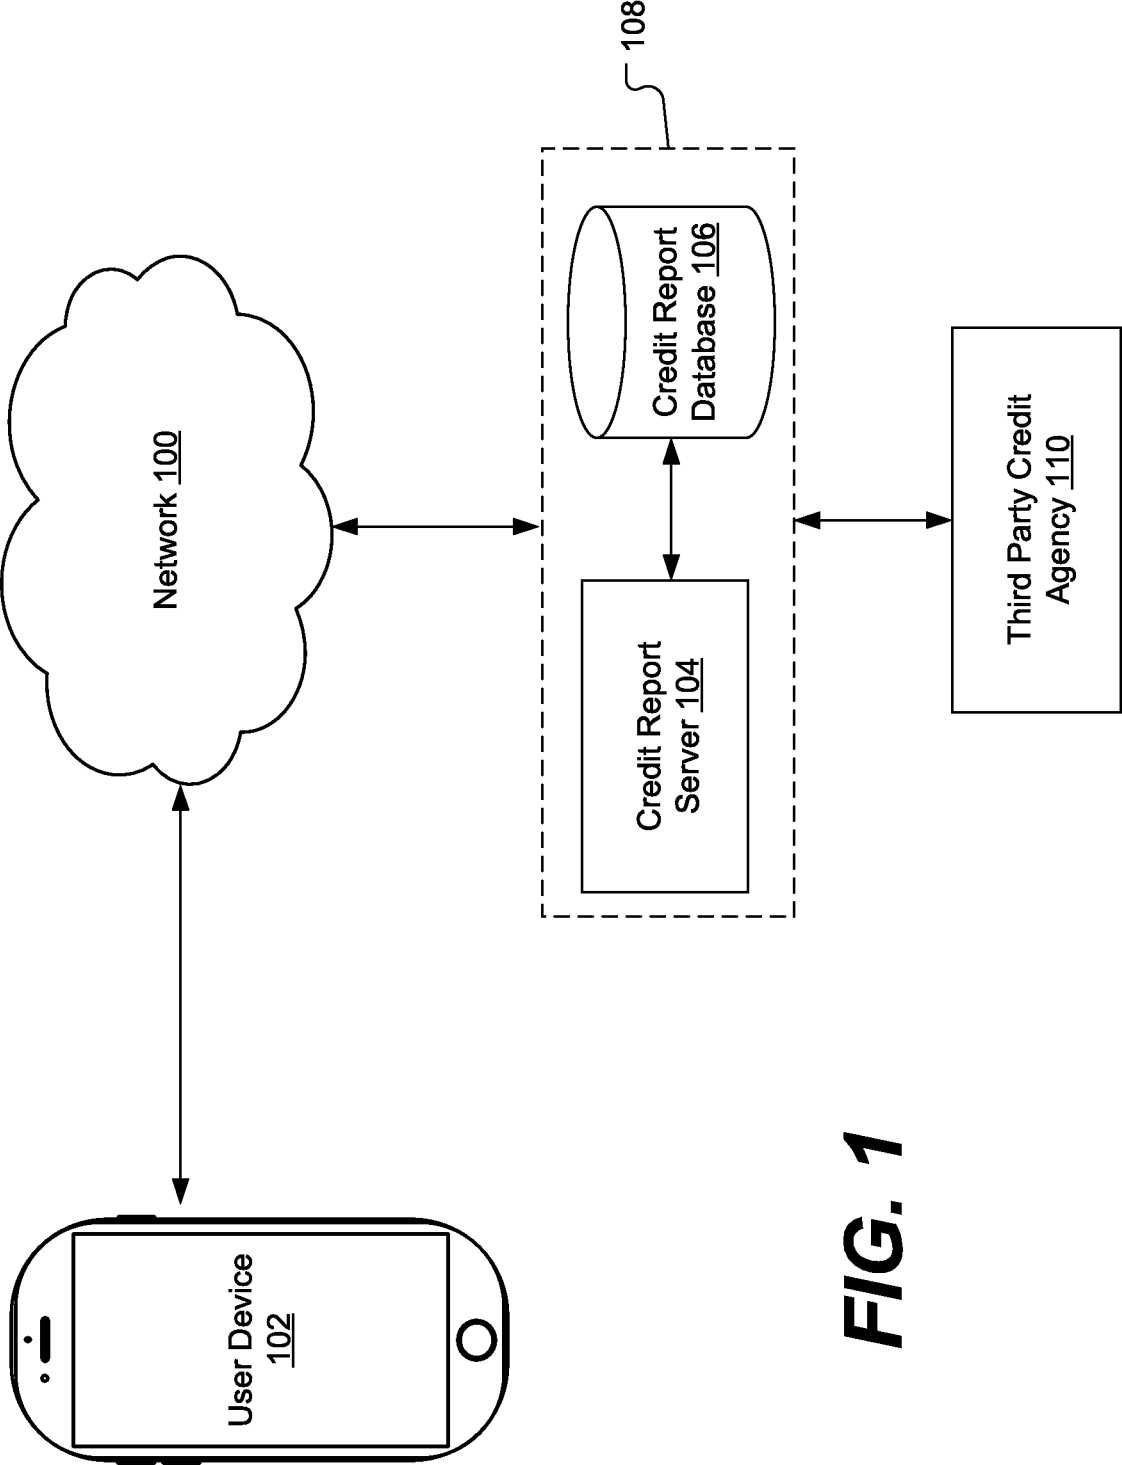 User Device
102
Network 100
108
Credit Report
Server 104
Credit Report
Database 106
Third Party Credit
Agency 110
FIG. 1